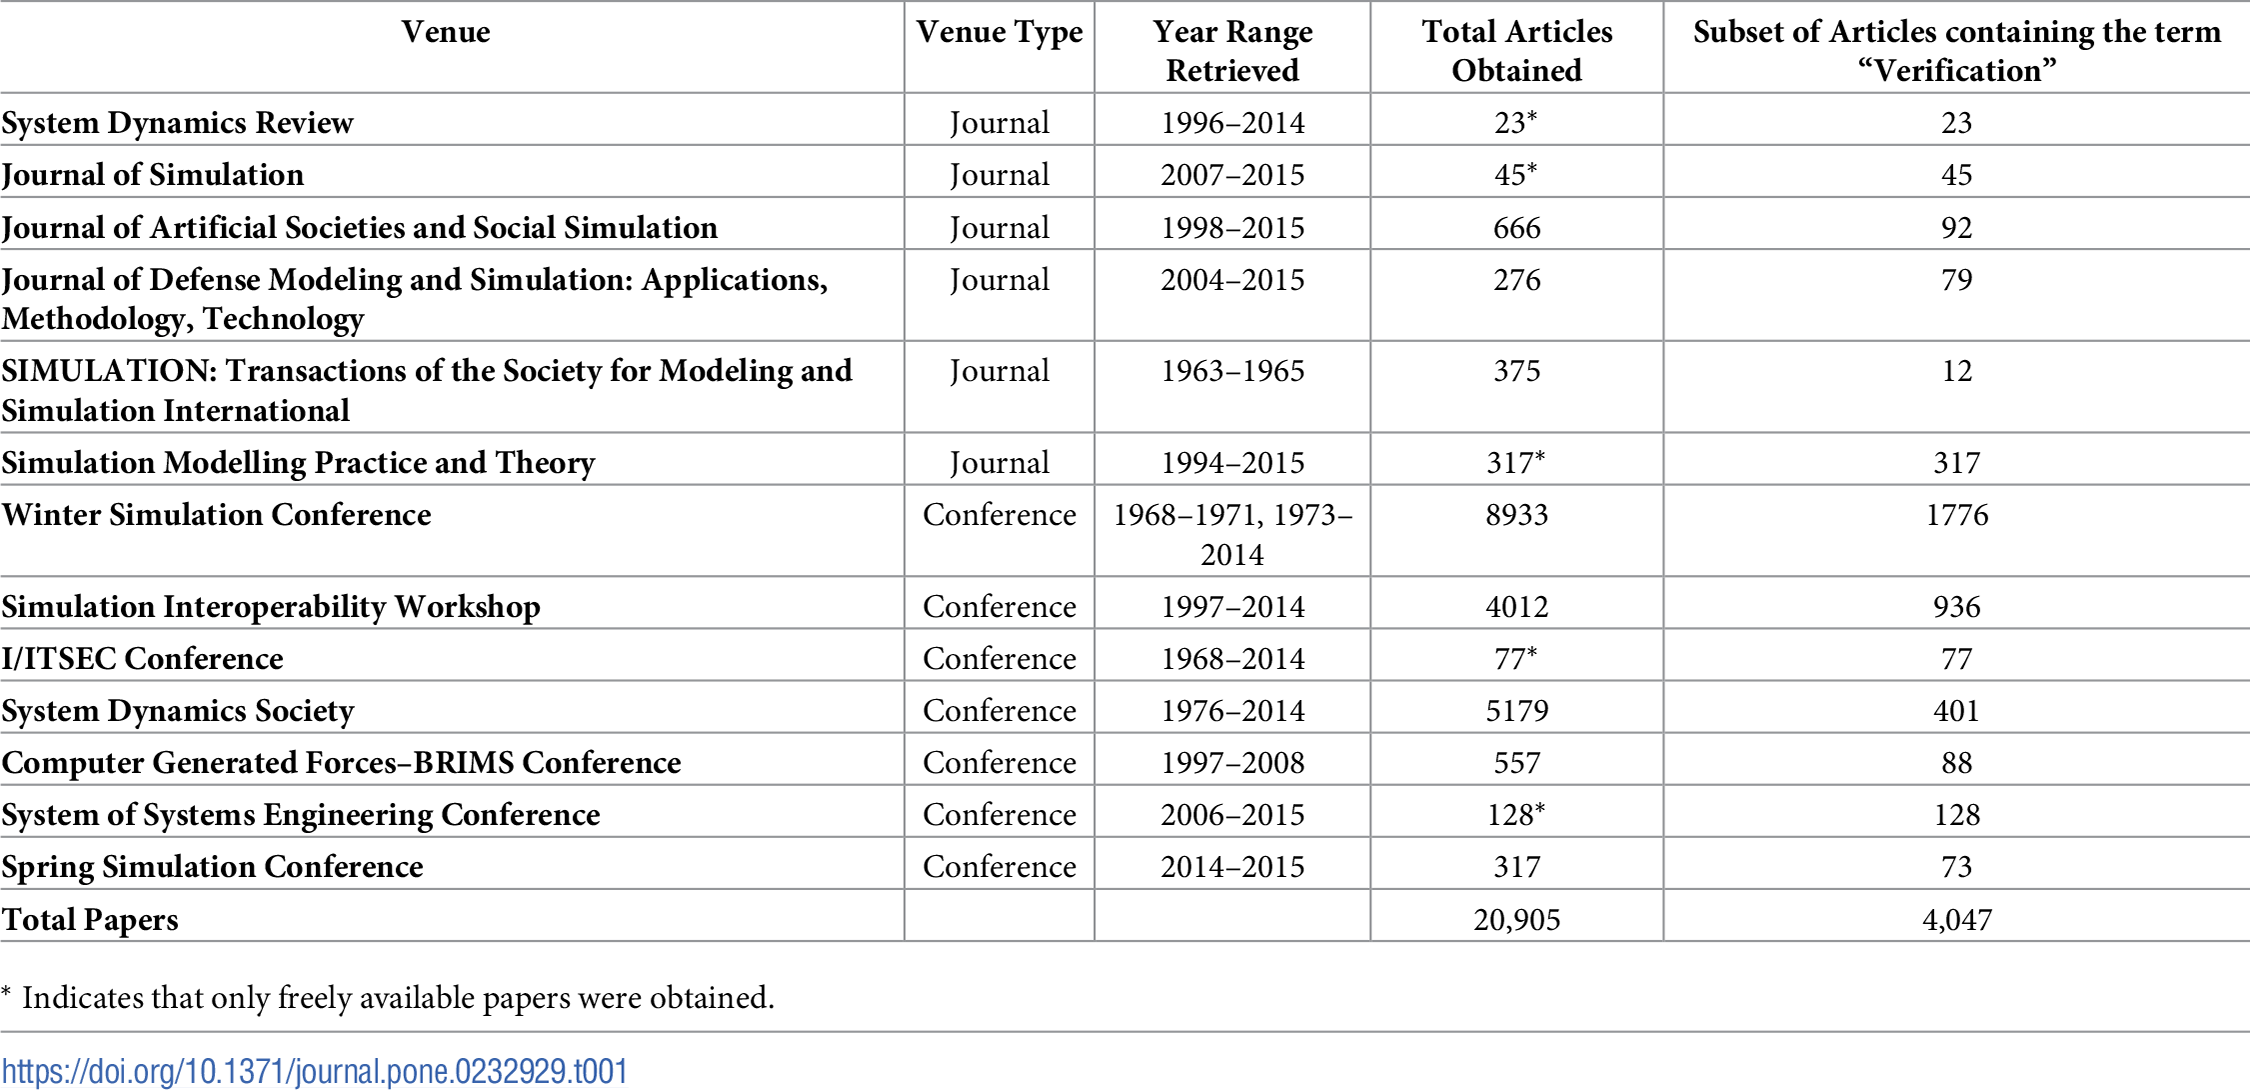 Venue Venue Type Year Range Retrieved Total Articles Obtained Subset of Articles containing the term “Verification”
System Dynamics Review Journal 1996–2014 23* 23
Journal of Simulation Journal 2007–2015 45* 45
Journal of Artificial Societies and Social Simulation Journal 1998–2015 666 92
Journal of Defense Modeling and Simulation: Applications, Methodology, Technology Journal 2004–2015 276 79
SIMULATION: Transactions of the Society for Modeling and Simulation International Journal 1963–1965 375 12
Simulation Modelling Practice and Theory Journal 1994–2015 317* 317
Winter Simulation Conference Conference 1968–1971, 1973–2014 8933 1776
Simulation Interoperability Workshop Conference 1997–2014 4012 936
I/ITSEC Conference Conference 1968–2014 77* 77
System Dynamics Society Conference 1976–2014 5179 401
Computer Generated Forces–BRIMS Conference Conference 1997–2008 557 88
System of Systems Engineering Conference Conference 2006–2015 128* 128
Spring Simulation Conference Conference 2014–2015 317 73
Total Papers 20,905 4,047
* Indicates that only freely available papers were obtained.
https://doi.org/10.1371/journal.pone.0232929.t001